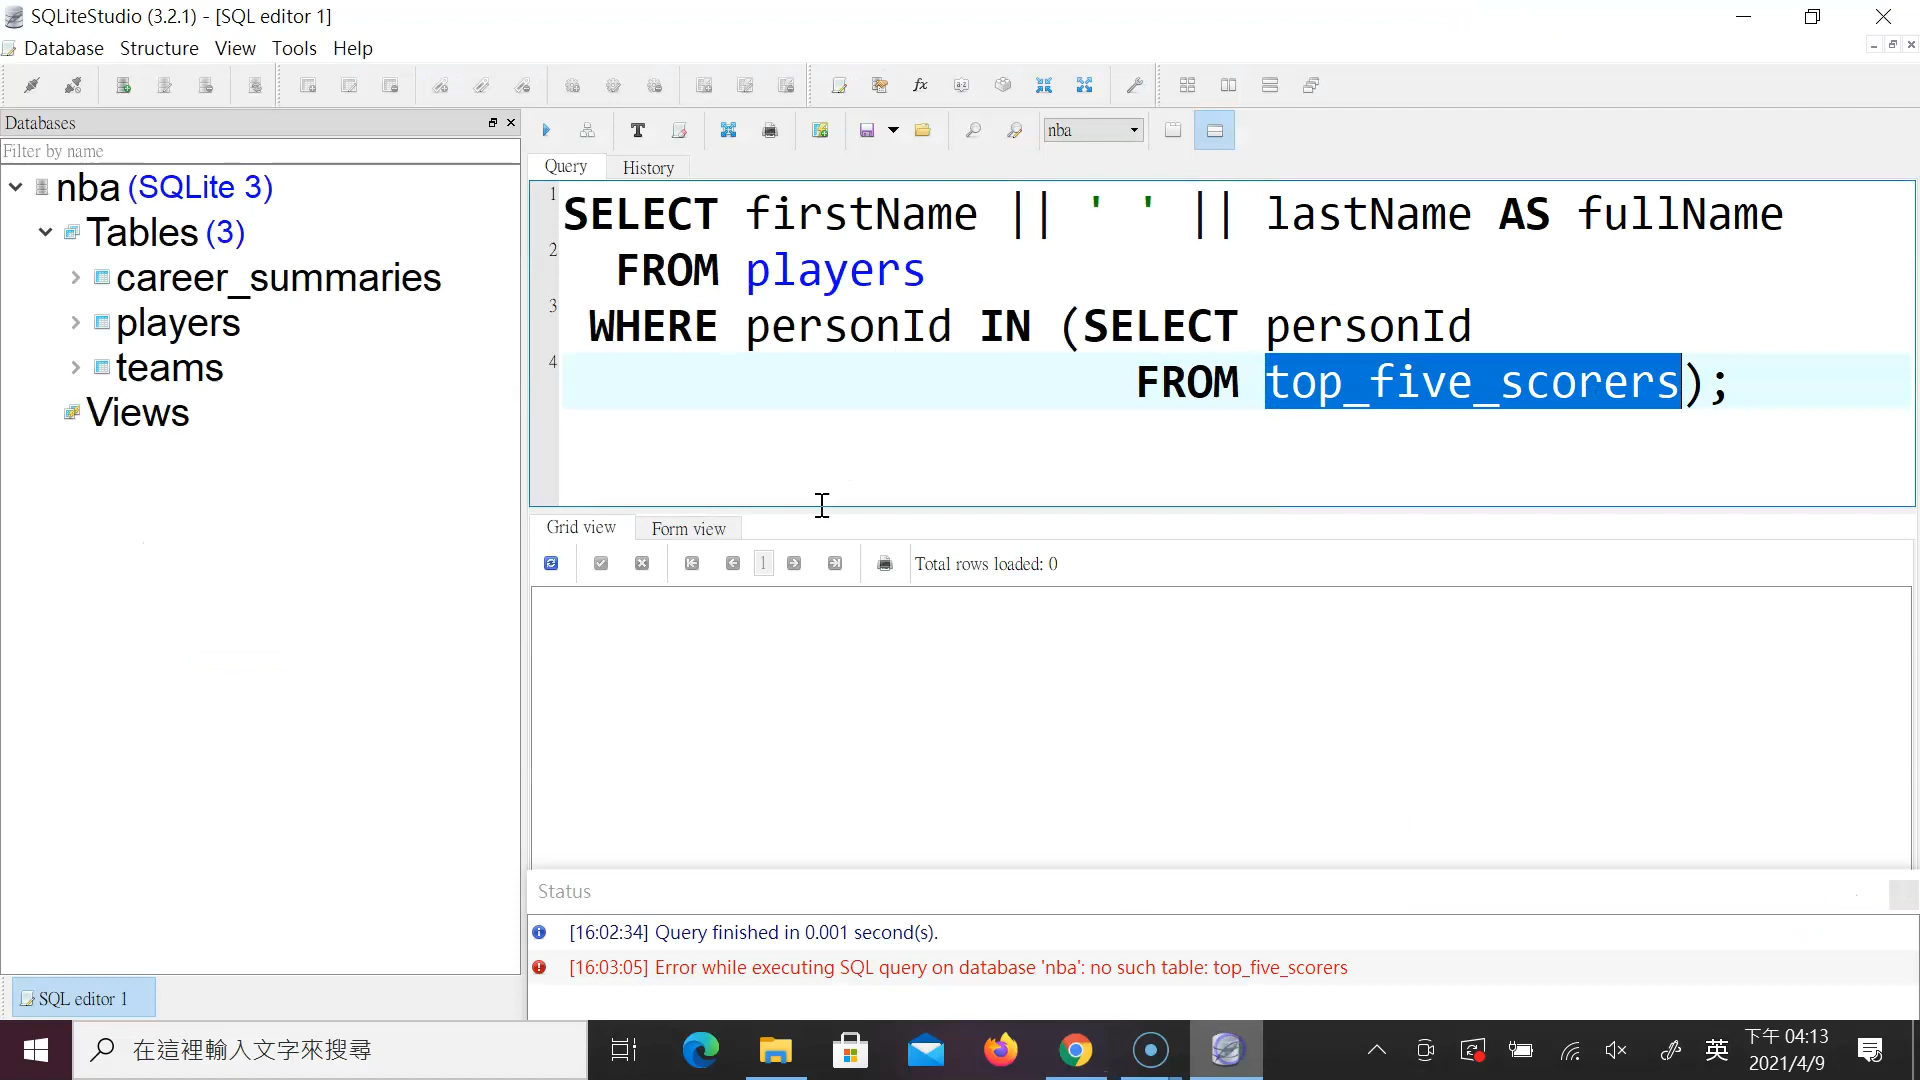 SQLiteStudio (3.2.1) - [SQL editor 1]
Database Structure View Tools Help
Databases
Filter by name
nba (SQLite 3)
Tables (3)
career_summaries
players
teams
Views
SQL editor 1
nba
Query History
1 SELECT firstName || ' ' || lastName AS fullName
2 FROM players
3 WHERE personId IN (SELECT personId
4 FROM top_five_scorers);
Grid view Form view
1 Total rows loaded: 0
Status
[16:02:34] Query finished in 0.001 second(s).
[16:03:05] Error while executing SQL query on database 'nba': no such table: top_five_scorers
在這裡輸入文字來搜尋
英
下午 04:13
2021/4/9